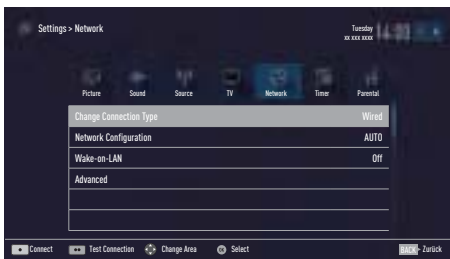 Settings > Network
Tuesday
xx xxx xxxx
Picture Sound Source TV Network Timer Parental
Change Connection Type Wired
Network Configuration AUTO
Wake-on-LAN Off
Advanced
Connect Test Connection Change Area OK Select BACK Zurück